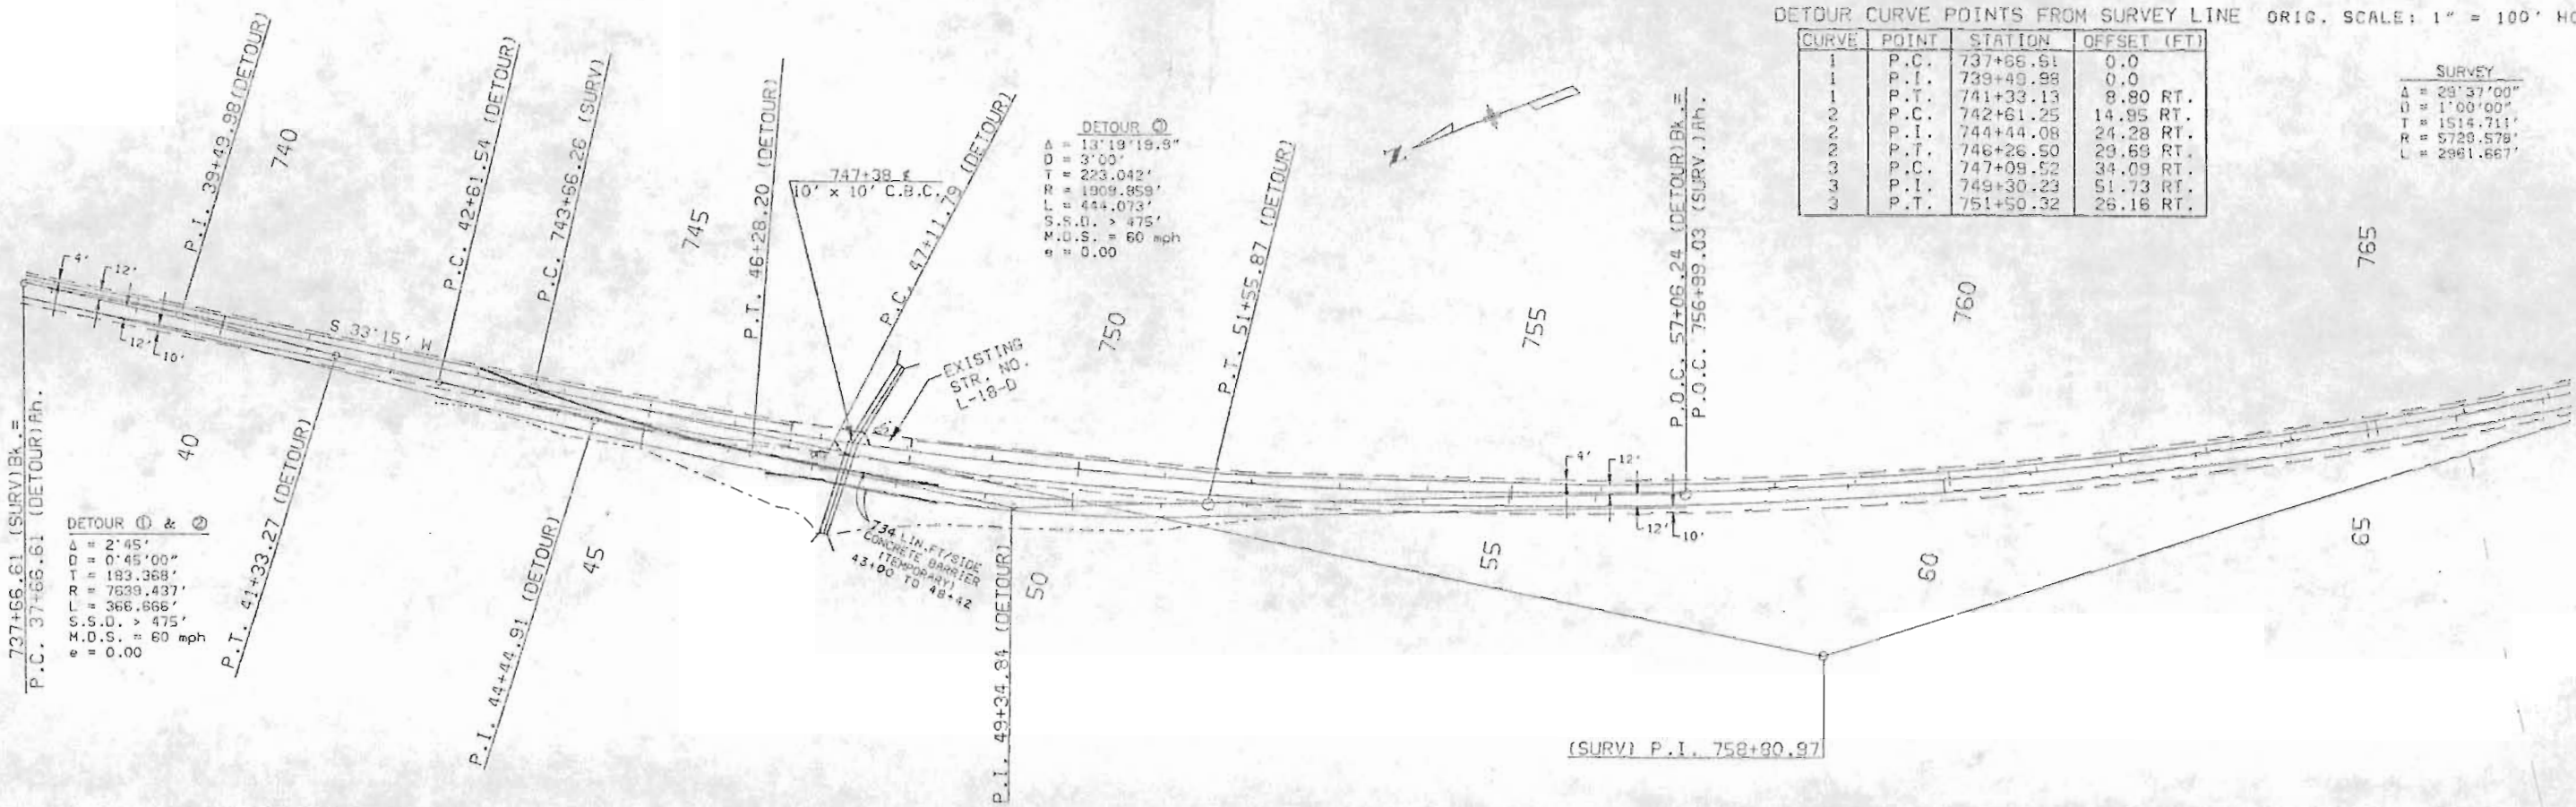 DETOUR CURVE POINTS FROM SURVEY LINE ORIG. SCALE: 1" = 100' HO
CURVE POINT STATION OFFSET (FT)
1 P.C. 737+66.61 0.0
1 P.I. 739+49.98 0.0
1 P.T. 741+33.13 8.80 RT.
2 P.C. 742+61.25 14.95 RT.
2 P.I. 744+44.08 24.28 RT.
2 P.T. 746+26.50 29.69 RT.
3 P.C. 747+09.52 34.09 RT.
3 P.I. 749+30.23 51.73 RT.
3 P.T. 751+50.32 26.16 RT.
SURVEY
Δ = 29°37'00"
D = 1°00'00"
T = 1514.711'
R = 5729.578'
L = 2961.667'
P.I. 39+49.98 (DETOUR)
740
P.C. 42+61.54 (DETOUR)
P.C. 743+66.26 (SURV)
745
P.T. 46+28.20 (DETOUR)
747+38 ℄
10' x 10' C.B.C.
P.C. 47+11.79 (DETOUR)
DETOUR ③
Δ = 13°19'19.9"
D = 3°00'
T = 223.042'
R = 1909.859'
L = 444.073'
S.S.D. > 475'
M.D.S. = 60 mph
e = 0.00
750
P.T. 51+55.87 (DETOUR)
755
P.O.C. 57+06.24 (DETOUR) Bk.=
P.O.C. 756+99.03 (SURV.) Ah.
760
765
4'
12'
12'
10'
S 33°15' W
EXISTING
STR. NO.
L-18-D
4'
12'
12'
10'
737+66.61 (SURV) Bk.=
P.C. 37+66.61 (DETOUR) Ah.
40
DETOUR ① & ②
Δ = 2°45'
D = 0°45'00"
T = 183.368'
R = 7639.437'
L = 366.666'
S.S.D. > 475'
M.D.S. = 60 mph
e = 0.00
P.T. 41+33.27 (DETOUR)
P.I. 44+44.91 (DETOUR)
45
734 LIN.FT/SIDE
CONCRETE BARRIER
(TEMPORARY)
43+00 TO 48+42
P.I. 49+34.84 (DETOUR)
50
55
60
65
(SURV) P.I. 758+80.97